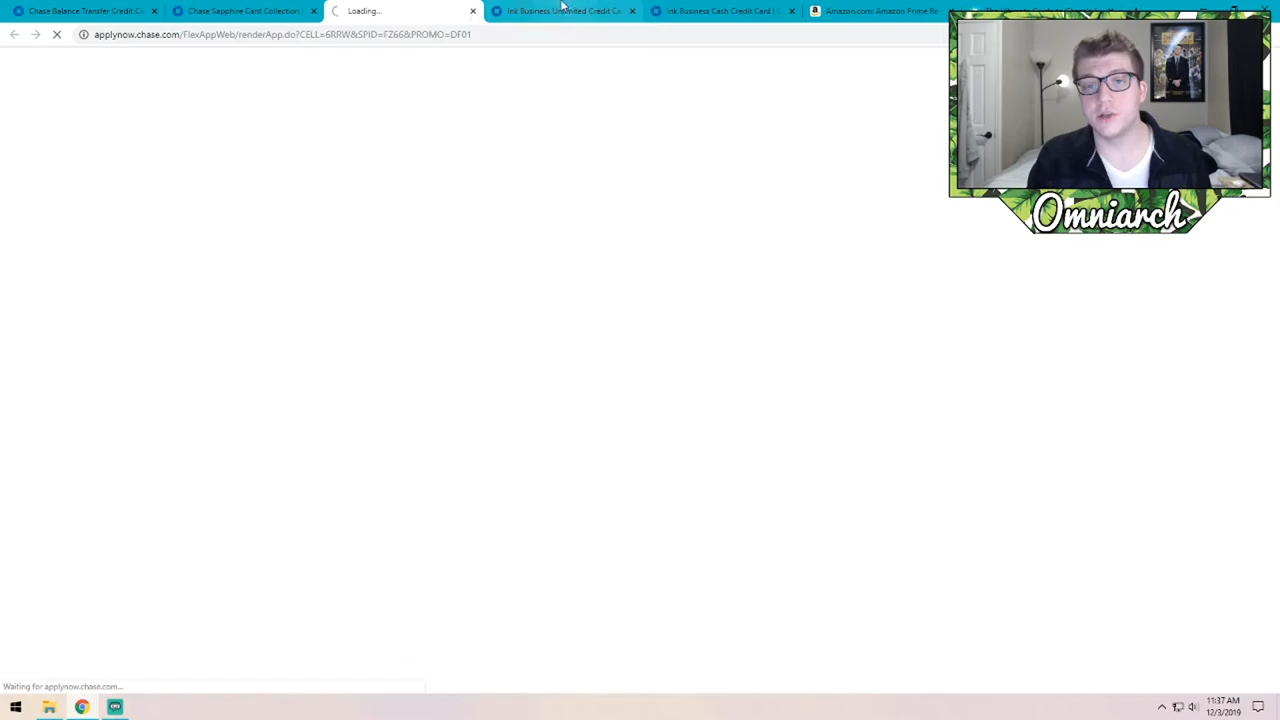 Chase Balance Transfer Credit Ca
Chase Sapphire Card Collection
Loading...
Ink Business Unlimited Credit Ca
Ink Business Cash Credit Card | C
Amazon.com: Amazon Prime Re
applynow.chase.com/FlexAppWeb/renderApp.do?CELL=6RRW&SPID=FZ66&PROMO=DF01
Omniarch
Waiting for applynow.chase.com...
11:37 AM
12/3/2019